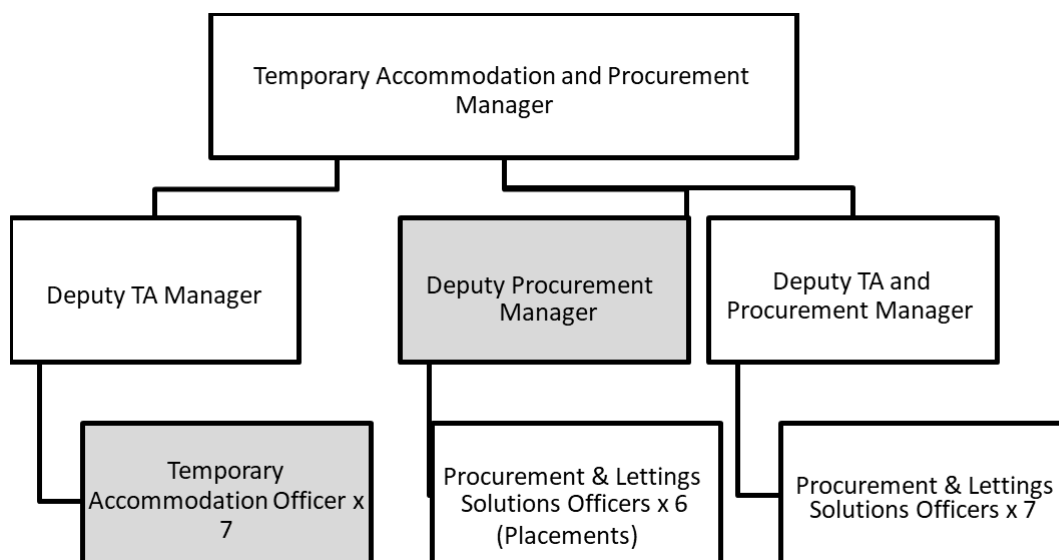 Temporary Accommodation and Procurement
Manager
Deputy TA Manager
Deputy Procurement
Manager
Deputy TA and
Procurement Manager
Temporary
Accommodation Officer x
7
Procurement & Lettings
Solutions Officers x 6
(Placements)
Procurement & Lettings
Solutions Officers x 7